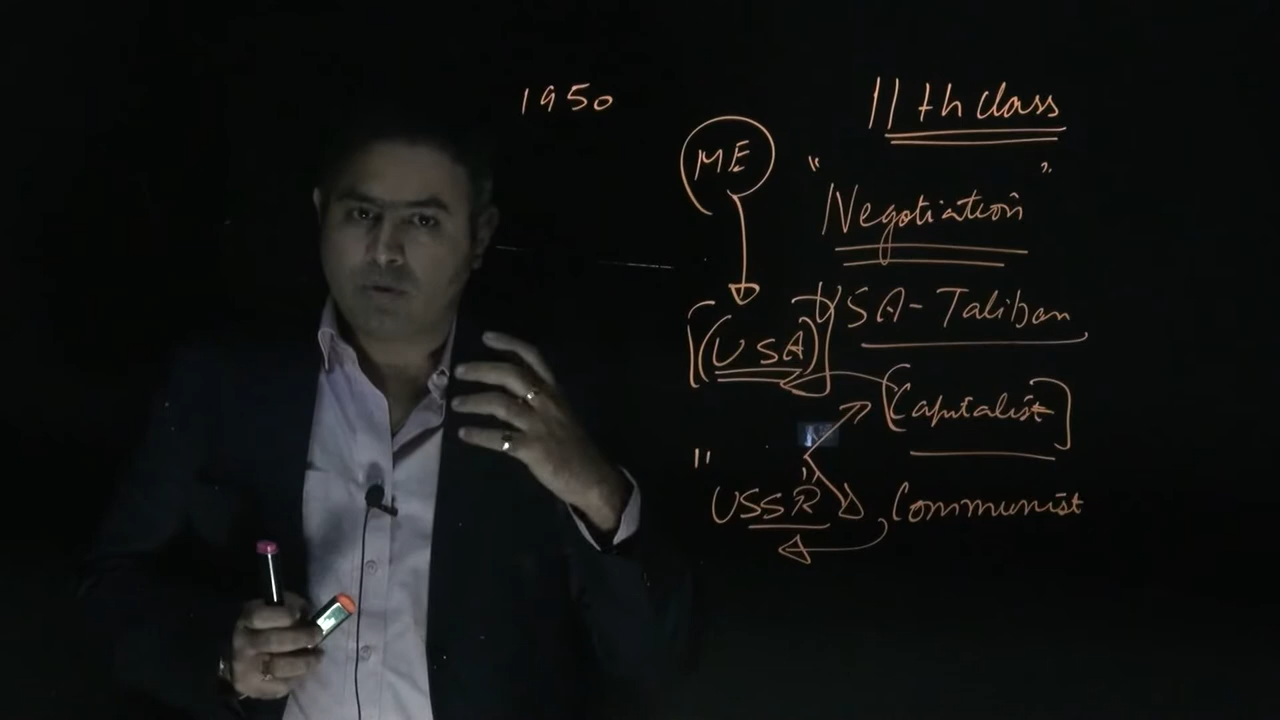 1950
11th class
ME
"Negotiation"
USA-Taliban
[(USA)]
[Capitalist]
"USSR"
Communist